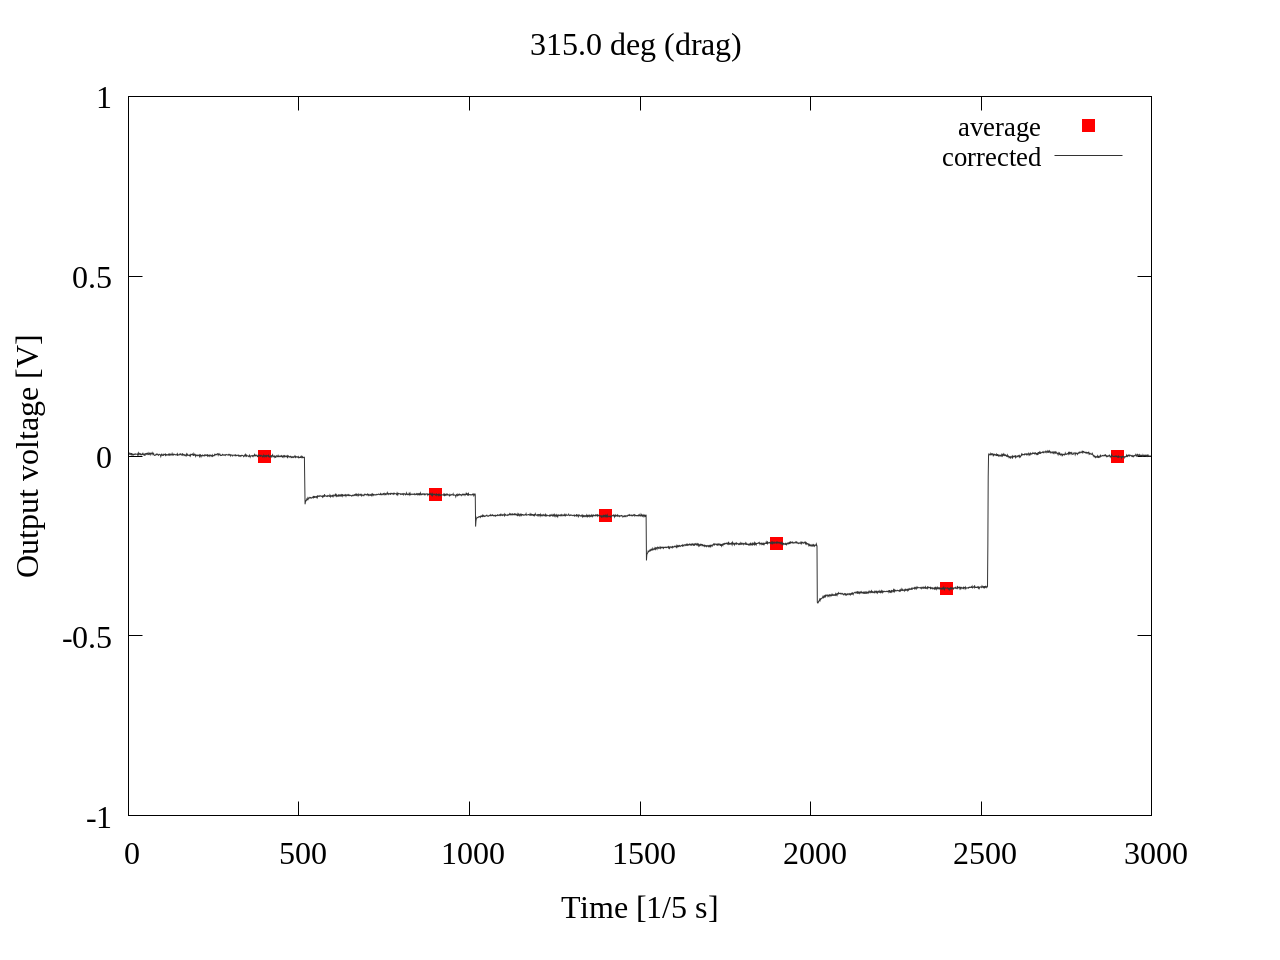 315.0 deg (drag)
1
average
corrected
0.5
Output voltage [V]
0
-0.5
-1
0 500 1000 1500 2000 2500 3000
Time [1/5 s]